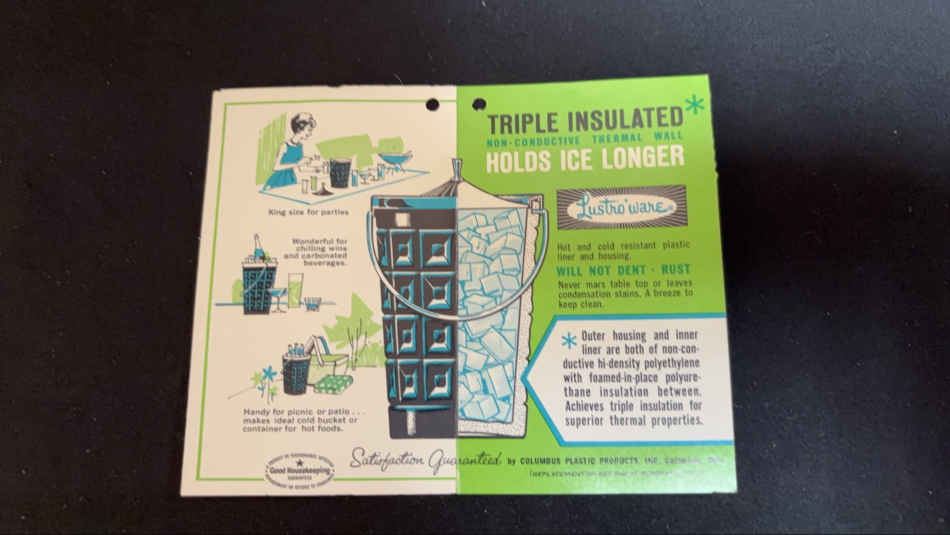 King size for parties
Wonderful for
chilling wine
and carbonated
beverages.
Handy for picnic or patio . . .
makes ideal cold bucket or
container for hot foods.
Good Housekeeping
GUARANTEES
TRIPLE INSULATED*
NON-CONDUCTIVE THERMAL WALL
HOLDS ICE LONGER
Lustro'ware
Hot and cold resistant plastic
liner and housing.
WILL NOT DENT · RUST
Never mars table top or leaves
condensation stains. A breeze to
keep clean.
* Outer housing and inner
liner are both of non-con-
ductive hi-density polyethylene
with foamed-in-place polyure-
thane insulation between.
Achieves triple insulation for
superior thermal properties.
Satisfaction Guaranteed by COLUMBUS PLASTIC PRODUCTS, INC.